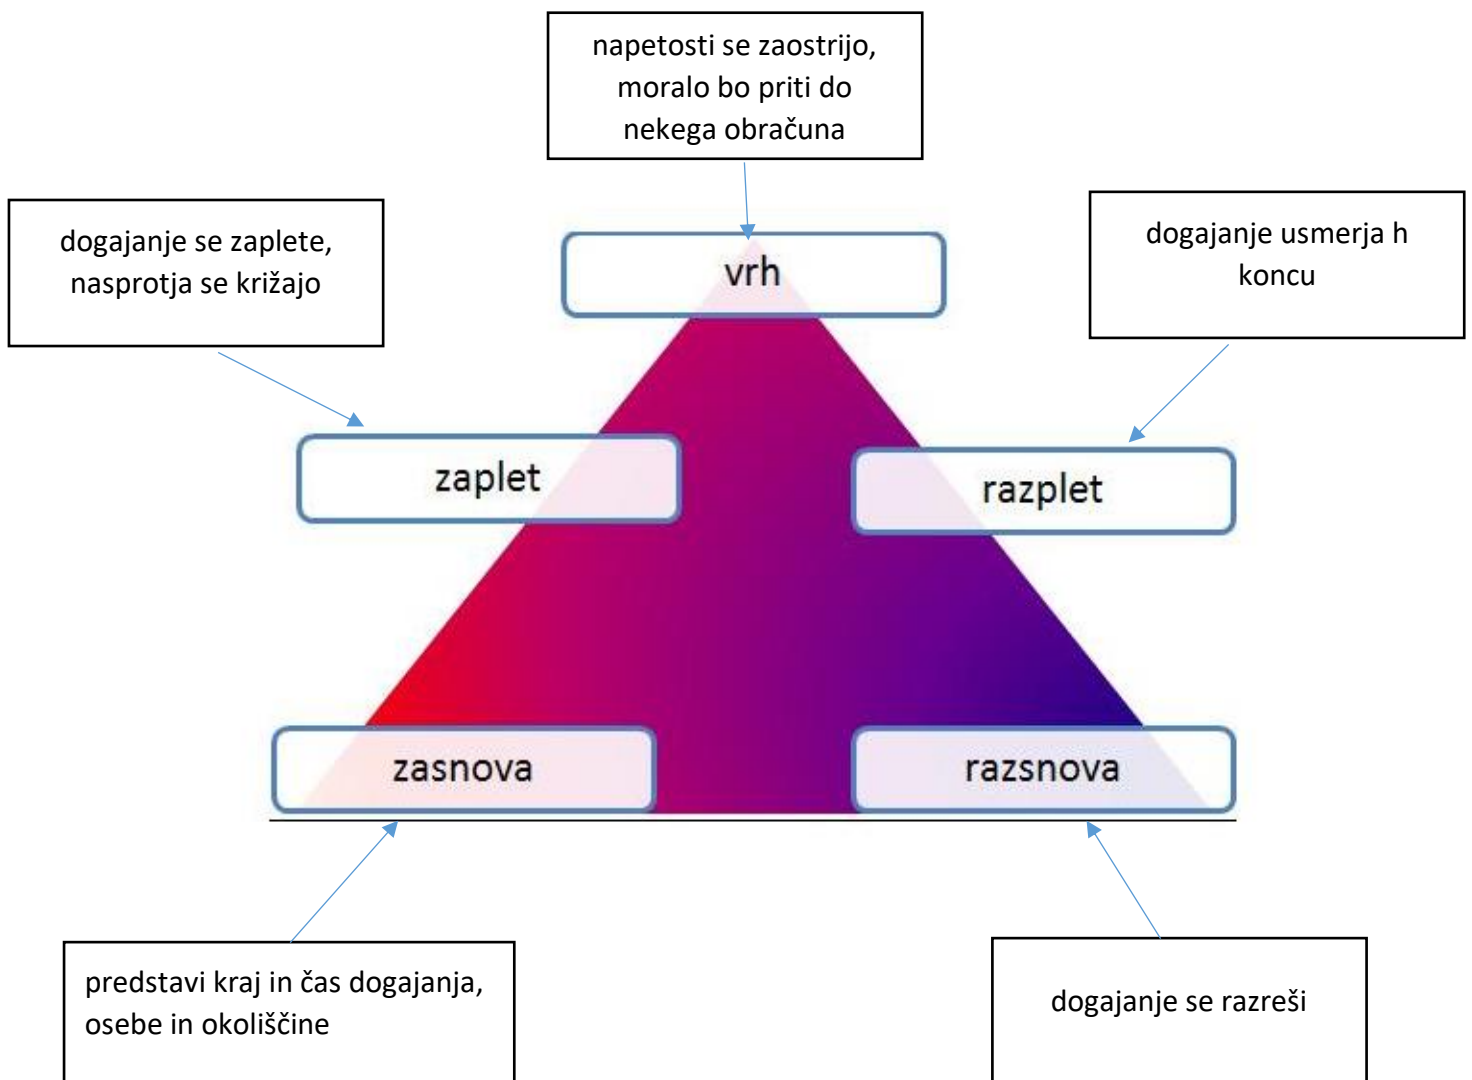 napetosti se zaostrijo,
moralo bo priti do
nekega obračuna
dogajanje se zaplete,
nasprotja se križajo
dogajanje usmerja h
koncu
vrh
zaplet
razplet
zasnova
razsnova
predstavi kraj in čas dogajanja,
osebe in okoliščine
dogajanje se razreši